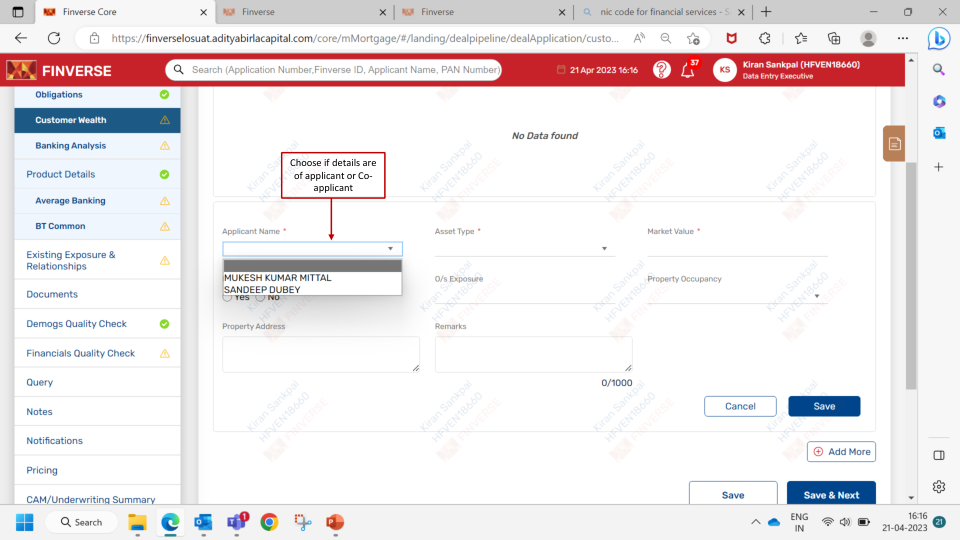 Finverse Core
Finverse
Finverse
nic code for financial services - S
https://finverselosuat.adityabirlacapital.com/core/mMortgage/#/landing/dealpipeline/dealApplication/custo...
FINVERSE
Search (Application Number,Finverse ID, Applicant Name, PAN Number)
21 Apr 2023 16:16
37
KS
Kiran Sankpal (HFVEN18660)
Data Entry Executive
Obligations
Customer Wealth
Banking Analysis
Product Details
Average Banking
BT Common
Existing Exposure &
Relationships
Documents
Demogs Quality Check
Financials Quality Check
Query
Notes
Notifications
Pricing
CAM/Underwriting Summary
No Data found
Choose if details are
of applicant or Co-
applicant
Applicant Name *
Asset Type *
Market Value *
MUKESH KUMAR MITTAL
SANDEEP DUBEY
Yes No
O/s Exposure
Property Occupancy
Property Address
Remarks
0/1000
Cancel
Save
Add More
Save
Save & Next
Kiran Sankpal
HFVEN18660
FINVERSE
Search
1
ENG
IN
16:16
21-04-2023
21